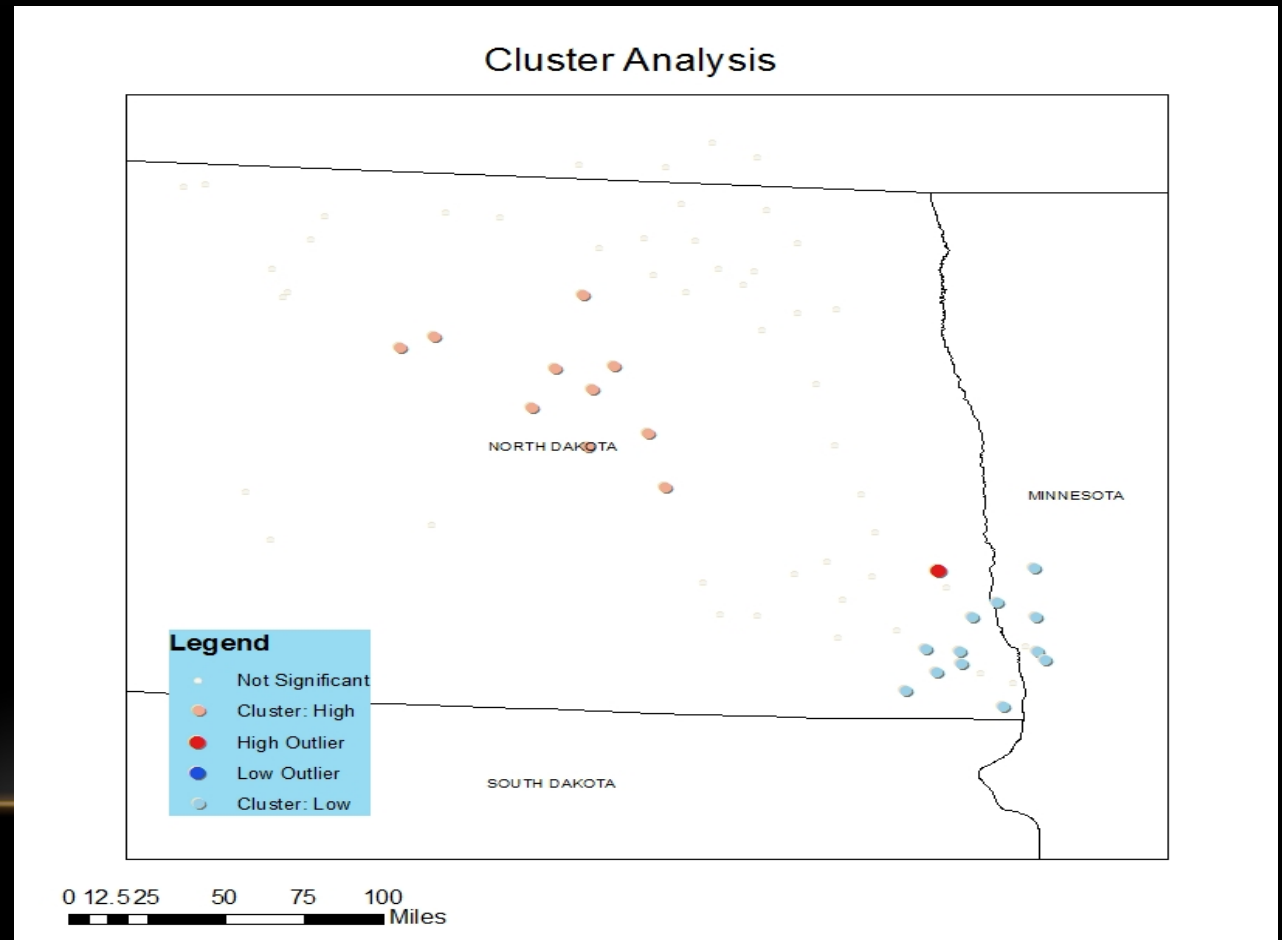 Cluster Analysis
NORTH DAKOTA
MINNESOTA
Legend
Not Significant
Cluster: High
High Outlier
Low Outlier
Cluster: Low
SOUTH DAKOTA
0 12.5 25 50 75 100
Miles